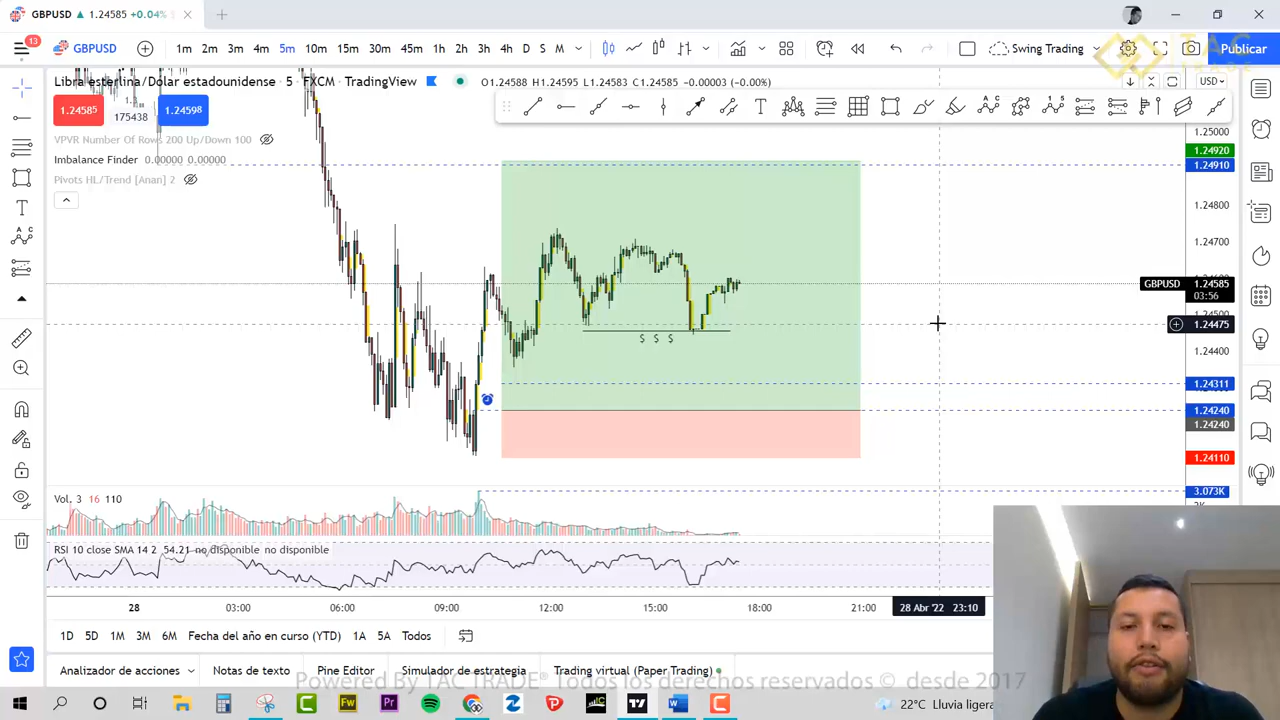 GBPUSD ▲ 1.24585 +0.04%
13
GBPUSD
1m 2m 3m 4m 5m 10m 15m 30m 45m 1h 2h 3h 4h D S M
Swing Trading
Publicar
ITAC
TRADE
Libra esterlina/Dólar estadounidense · 5 · FXCM · TradingView
O1.24588 H1.24595 L1.24583 C1.24585 −0.00003 (−0.00%)
USD
1.24585
175438
1.24598
VPVR Number Of Rows 200 Up/Down 100
Imbalance Finder 0.00000 0.00000
Pivots HL/Trend [Anan] 2
1.25000
1.24920
1.24910
1.24800
1.24700
GBPUSD 1.24585
03:56
1.24475
1.24400
1.24311
1.24240
1.24240
1.24110
$ $ $
Vol. 3 16 110
3.073K
RSI 10 close SMA 14 2 54.21 no disponible no disponible
28 03:00 06:00 09:00 12:00 15:00 18:00 21:00 28 Abr '22 23:10
1D 5D 1M 3M 6M Fecha del año en curso (YTD) 1A 5A Todos
Analizador de acciones Notas de texto Pine Editor Simulador de estrategia Trading virtual (Paper Trading)
Powered By ITAC TRADE® Todos los derechos reservados © desde 2017
22°C Lluvia ligera